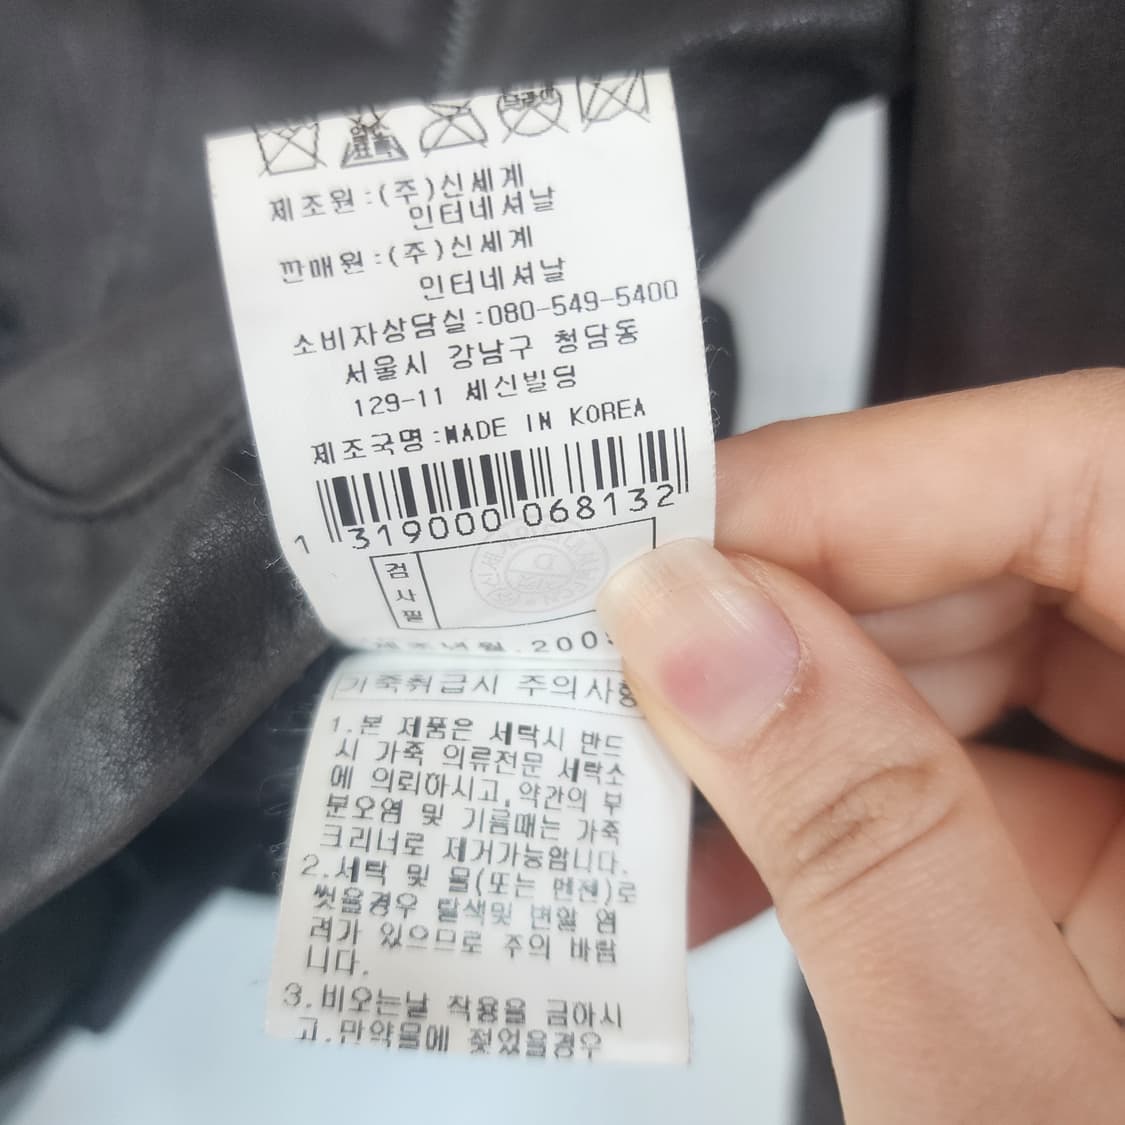 제조원:(주)신세계
인터네셔날
판매원:(주)신세계
인터네셔날
소비자상담실:080-549-5400
서울시 강남구 청담동
129-11 세신빌딩
제조국명:MADE IN KOREA
1 319000 068132
검사필
제조년월.200
가죽취급시 주의사항
1.본 제품은 세탁시 반드
시 가죽 의류전문 세탁소
에 의뢰하시고,약간의 부
분오염 및 기름때는 가죽
크리너로 제거가능합니다.
2.세탁 및 물(또는 벤젠)로
씻을경우 탈색및 변형 염
려가 있으므로 주의 바랍
니다.
3.비오는날 착용을 금하시
고.만약물에 젖었을경우